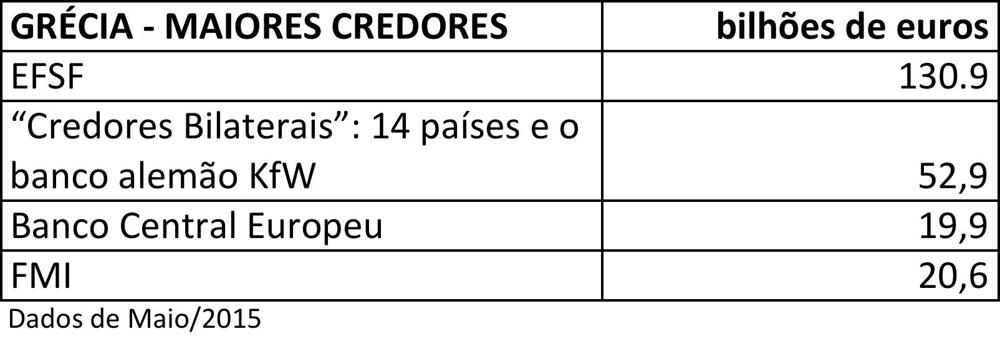 GRÉCIA - MAIORES CREDORES bilhões de euros
EFSF 130.9
“Credores Bilaterais”: 14 países e o
banco alemão KfW 52,9
Banco Central Europeu 19,9
FMI 20,6
Dados de Maio/2015